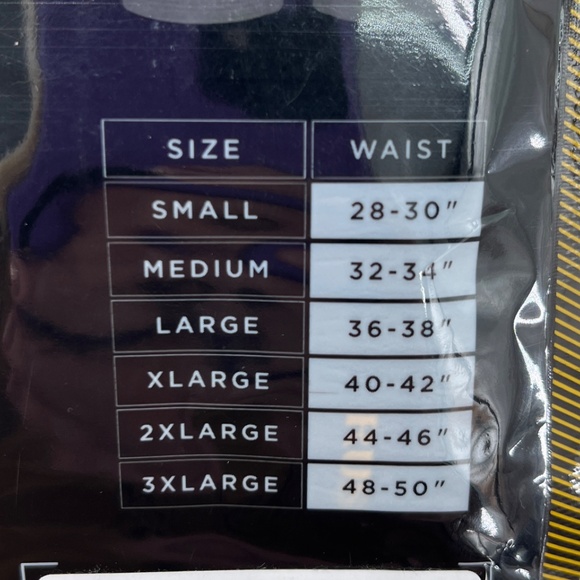 SIZE WAIST
SMALL 28-30"
MEDIUM 32-34"
LARGE 36-38"
XLARGE 40-42"
2XLARGE 44-46"
3XLARGE 48-50"